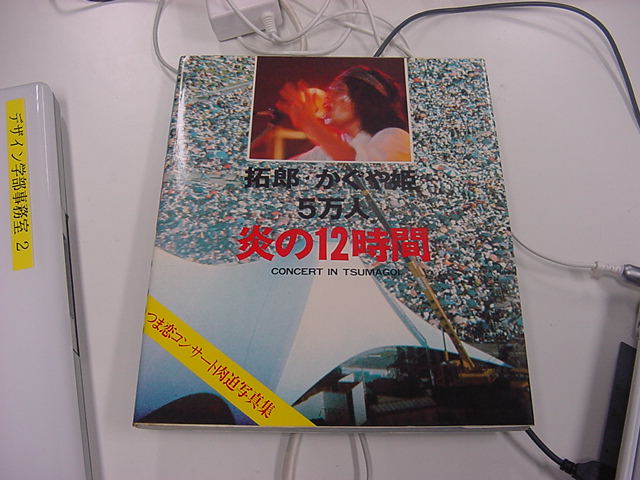 拓郎・かぐや姫
5万人
炎の12時間
CONCERT IN TSUMAGOI
つま恋コンサート肉迫写真集
デザイン学部事務室 2